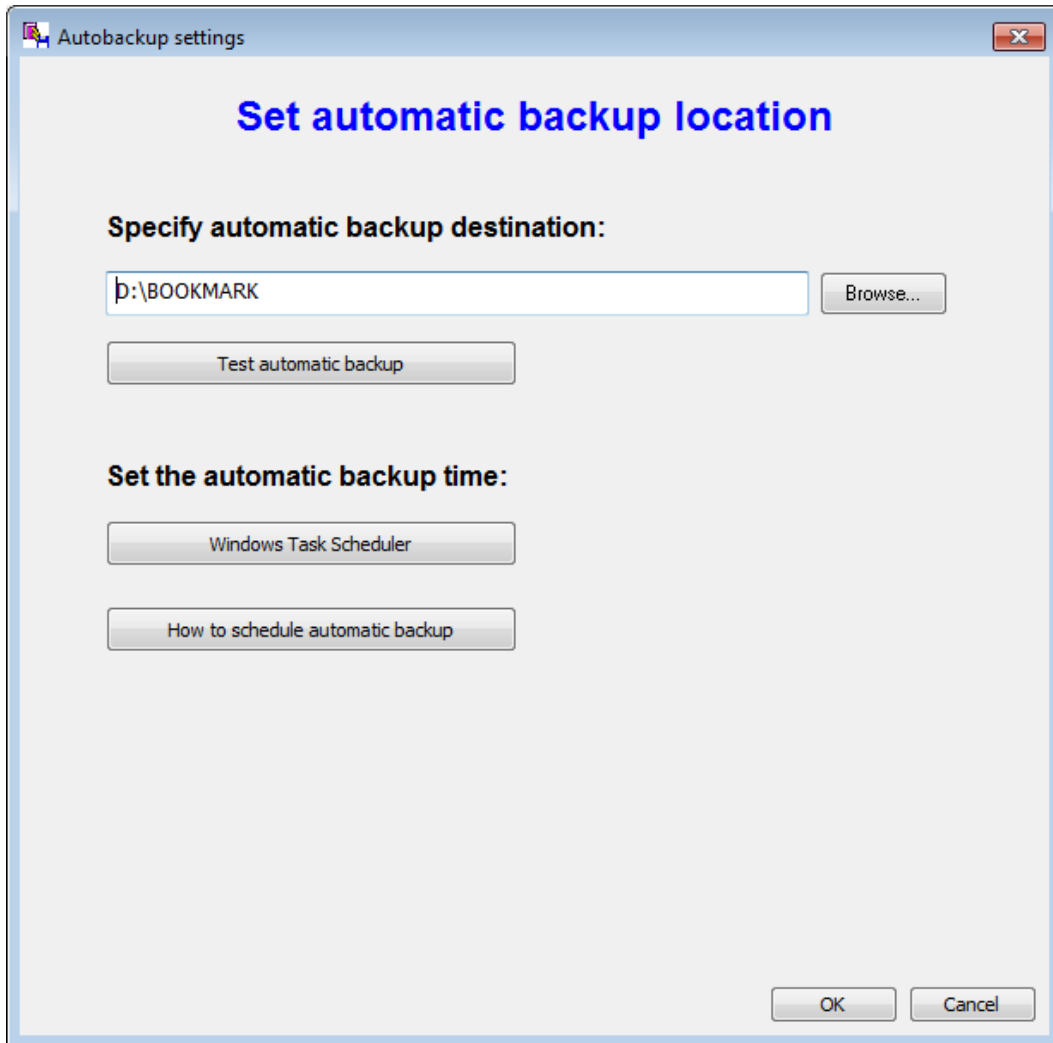 Autobackup settings
Set automatic backup location
Specify automatic backup destination:
D:\BOOKMARK
Browse...
Test automatic backup
Set the automatic backup time:
Windows Task Scheduler
How to schedule automatic backup
OK
Cancel